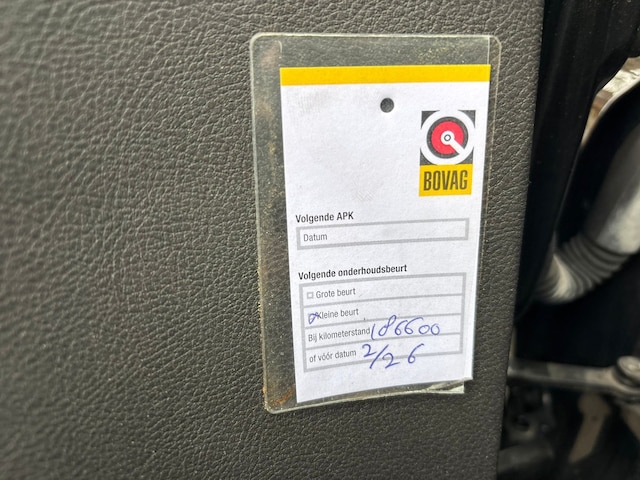 BOVAG
Volgende APK
Datum
Volgende onderhoudsbeurt
Grote beurt
Kleine beurt
Bij kilometerstand 186600
of vóór datum 2/26